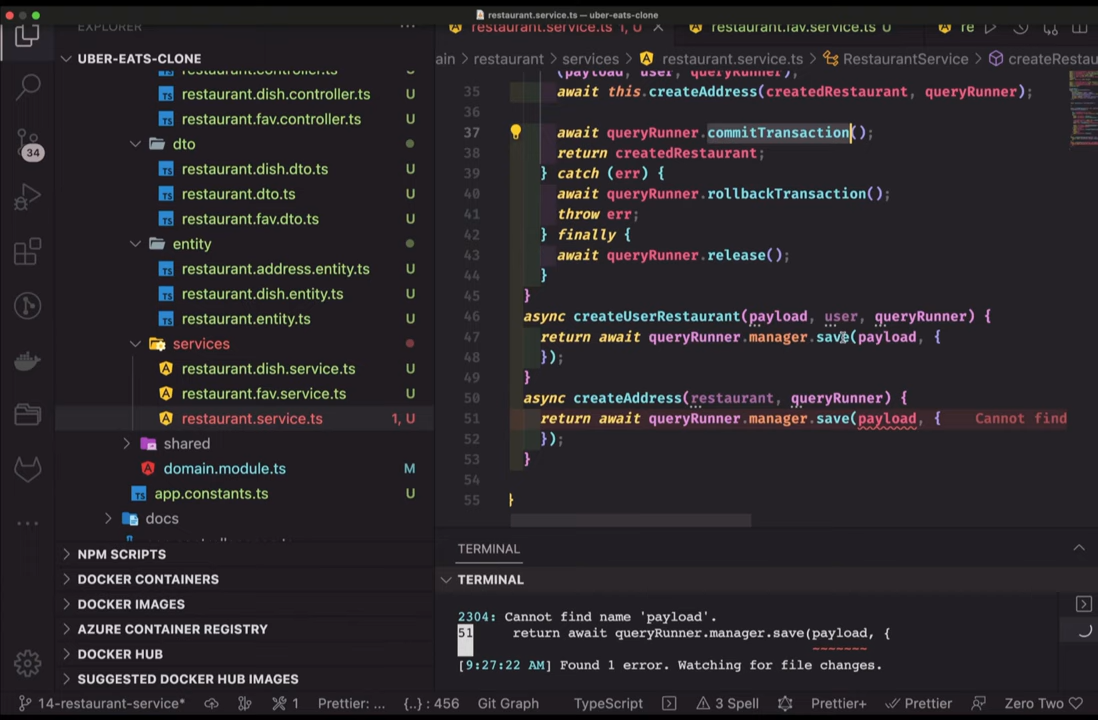 restaurant.service.ts — uber-eats-clone
EXPLORER
restaurant.service.ts 1, U
restaurant.fav.service.ts U
re
UBER-EATS-CLONE
ain > restaurant > services > restaurant.service.ts > RestaurantService > createRestau
restaurant.controller.ts U
restaurant.dish.controller.ts U
restaurant.fav.controller.ts U
dto
restaurant.dish.dto.ts U
restaurant.dto.ts U
restaurant.fav.dto.ts U
entity
restaurant.address.entity.ts U
restaurant.dish.entity.ts U
restaurant.entity.ts U
services
restaurant.dish.service.ts U
restaurant.fav.service.ts U
restaurant.service.ts 1, U
shared
domain.module.ts M
app.constants.ts U
docs
34
NPM SCRIPTS
DOCKER CONTAINERS
DOCKER IMAGES
AZURE CONTAINER REGISTRY
DOCKER HUB
SUGGESTED DOCKER HUB IMAGES
(payload, user, queryRunner);
35 await this.createAddress(createdRestaurant, queryRunner);
36
37 await queryRunner.commitTransaction();
38 return createdRestaurant;
39 } catch (err) {
40 await queryRunner.rollbackTransaction();
41 throw err;
42 } finally {
43 await queryRunner.release();
44 }
45 }
46 async createUserRestaurant(payload, user, queryRunner) {
47 return await queryRunner.manager.save(payload, {
48 });
49 }
50 async createAddress(restaurant, queryRunner) {
51 return await queryRunner.manager.save(payload, { Cannot find
52 });
53 }
54
55 }
TERMINAL
TERMINAL
2304: Cannot find name 'payload'.
51 return await queryRunner.manager.save(payload, {
~~~~~~~
[9:27:22 AM] Found 1 error. Watching for file changes.
14-restaurant-service* 1 Prettier: ... {..} : 456 Git Graph TypeScript 3 Spell Prettier+ Prettier Zero Two